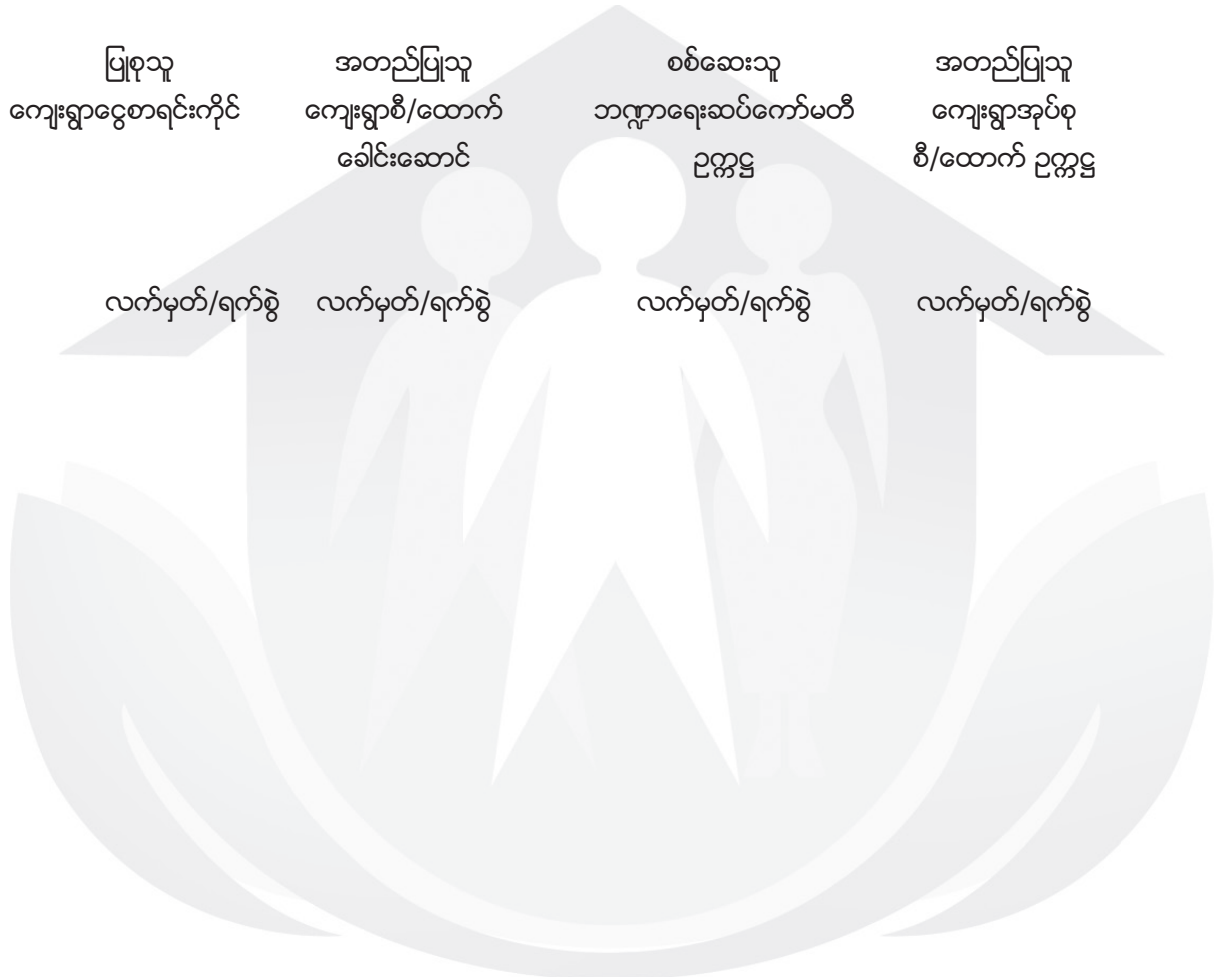 ပြုစုသူ အတည်ပြုသူ စစ်ဆေးသူ အတည်ပြုသူ
ကျေးရွာငွေစာရင်းကိုင် ကျေးရွာစီ/ထောက် ဘဏ္ဍာရေးဆပ်ကော်မတီ ကျေးရွာအုပ်စု
ခေါင်းဆောင် ဥက္ကဋ္ဌ စီ/ထောက် ဥက္ကဋ္ဌ
လက်မှတ်/ရက်စွဲ လက်မှတ်/ရက်စွဲ လက်မှတ်/ရက်စွဲ လက်မှတ်/ရက်စွဲ